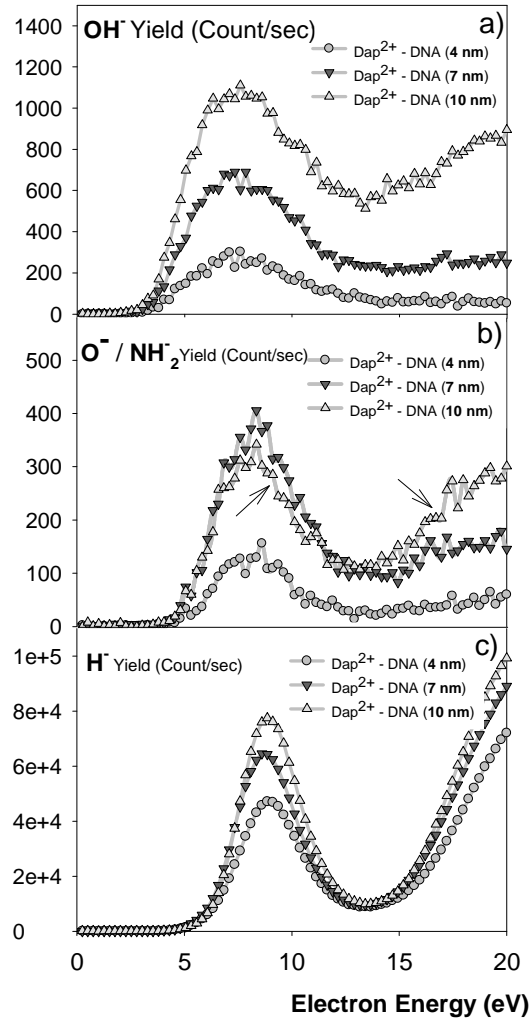 OH⁻ Yield (Count/sec)
a)
Dap²⁺ - DNA (4 nm)
Dap²⁺ - DNA (7 nm)
Dap²⁺ - DNA (10 nm)
1400
1200
1000
800
600
400
200
0
O⁻ / NH⁻₂ Yield (Count/sec)
b)
Dap²⁺ - DNA (4 nm)
Dap²⁺ - DNA (7 nm)
Dap²⁺ - DNA (10 nm)
500
400
300
200
100
0
H⁻ Yield (Count/sec)
c)
Dap²⁺ - DNA (4 nm)
Dap²⁺ - DNA (7 nm)
Dap²⁺ - DNA (10 nm)
1e+5
8e+4
6e+4
4e+4
2e+4
0
0 5 10 15 20
Electron Energy (eV)